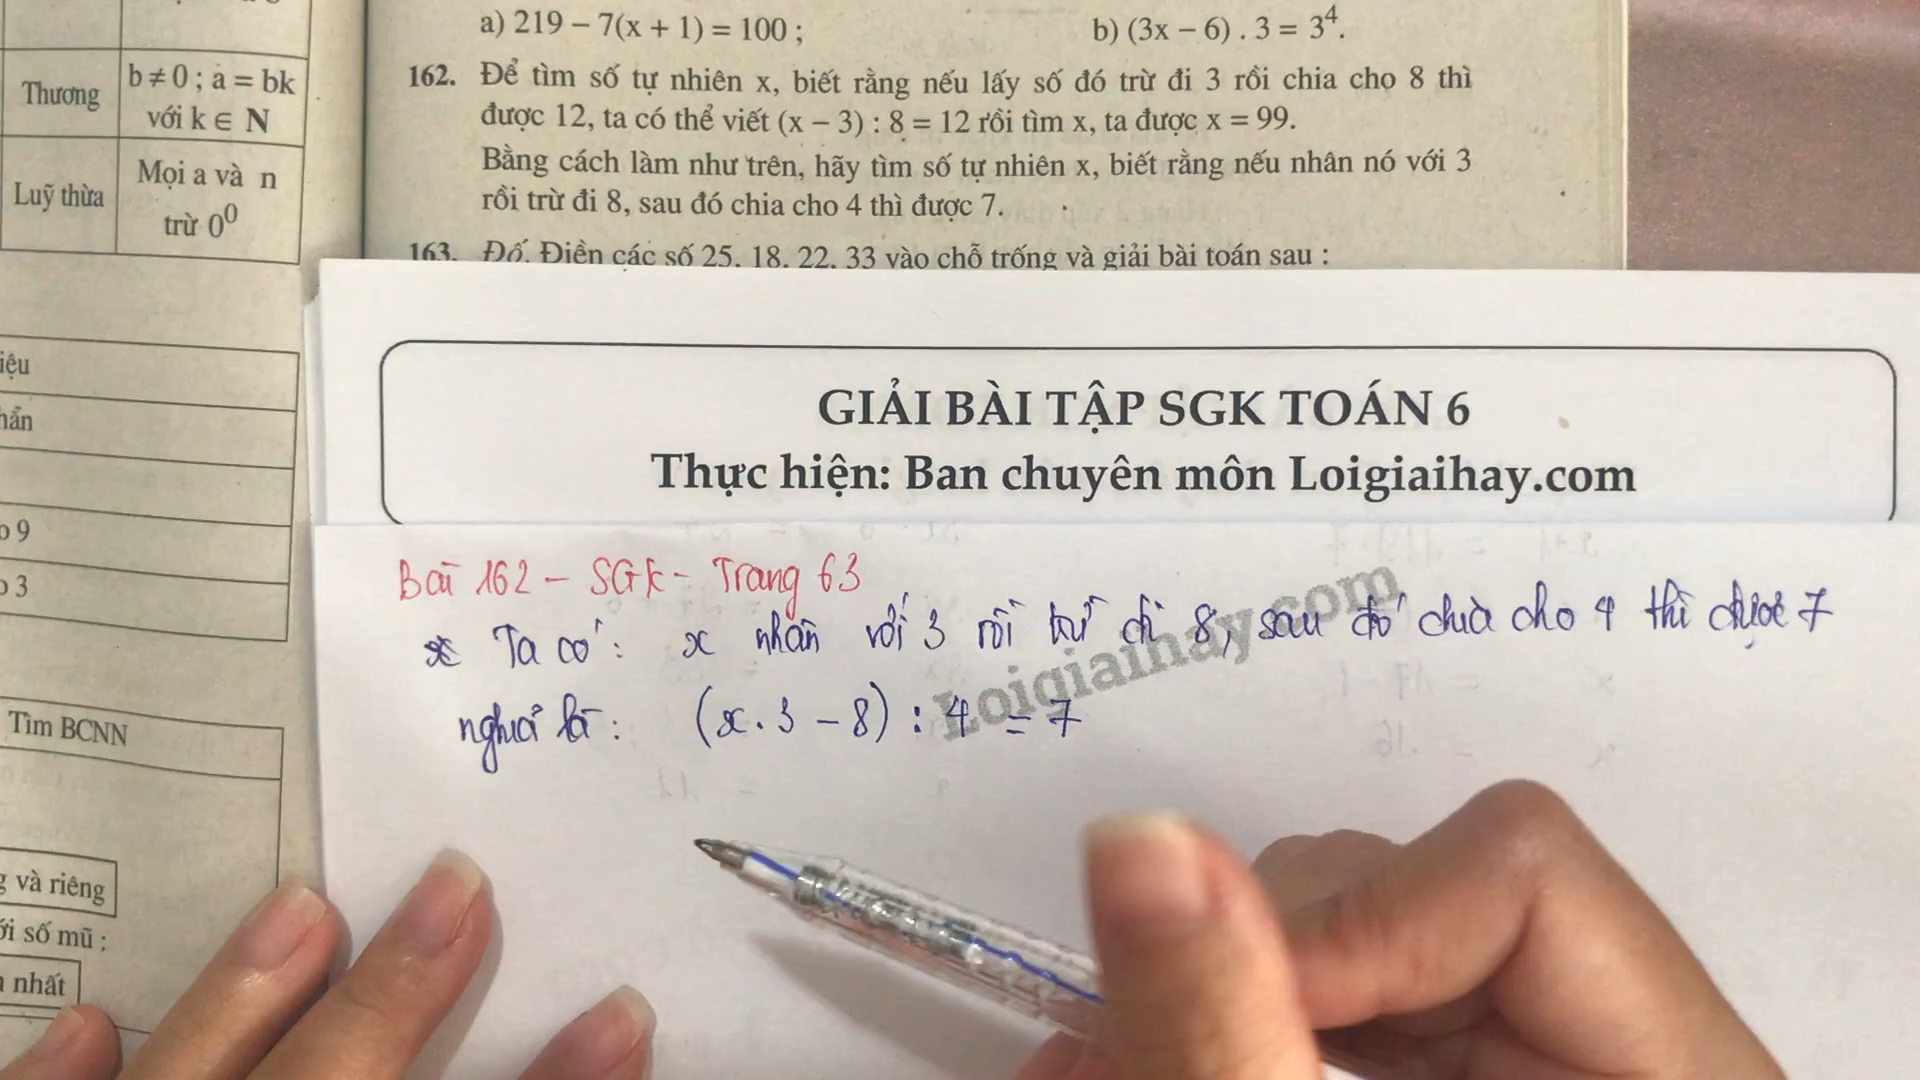 Thương
b ≠ 0 ; a = bk
với k ∈ N
Luỹ thừa
Mọi a và n
trừ 0⁰
iệu
hẵn
o 9
o 3
Tìm BCNN
g và riêng
ới số mũ :
n nhất
a) 219 – 7(x + 1) = 100 ;
b) (3x – 6) . 3 = 3⁴.
162. Để tìm số tự nhiên x, biết rằng nếu lấy số đó trừ đi 3 rồi chia cho 8 thì
được 12, ta có thể viết (x – 3) : 8 = 12 rồi tìm x, ta được x = 99.
Bằng cách làm như trên, hãy tìm số tự nhiên x, biết rằng nếu nhân nó với 3
rồi trừ đi 8, sau đó chia cho 4 thì được 7.
163. Đố. Điền các số 25, 18, 22, 33 vào chỗ trống và giải bài toán sau :
GIẢI BÀI TẬP SGK TOÁN 6
Thực hiện: Ban chuyên môn Loigiaihay.com
Bài 162 – SGK – Trang 63
* Ta có : x nhân với 3 rồi trừ đi 8, sau đó chia cho 4 thì được 7
nghĩa là : (x . 3 – 8) : 4 = 7
Loigiaihay.com